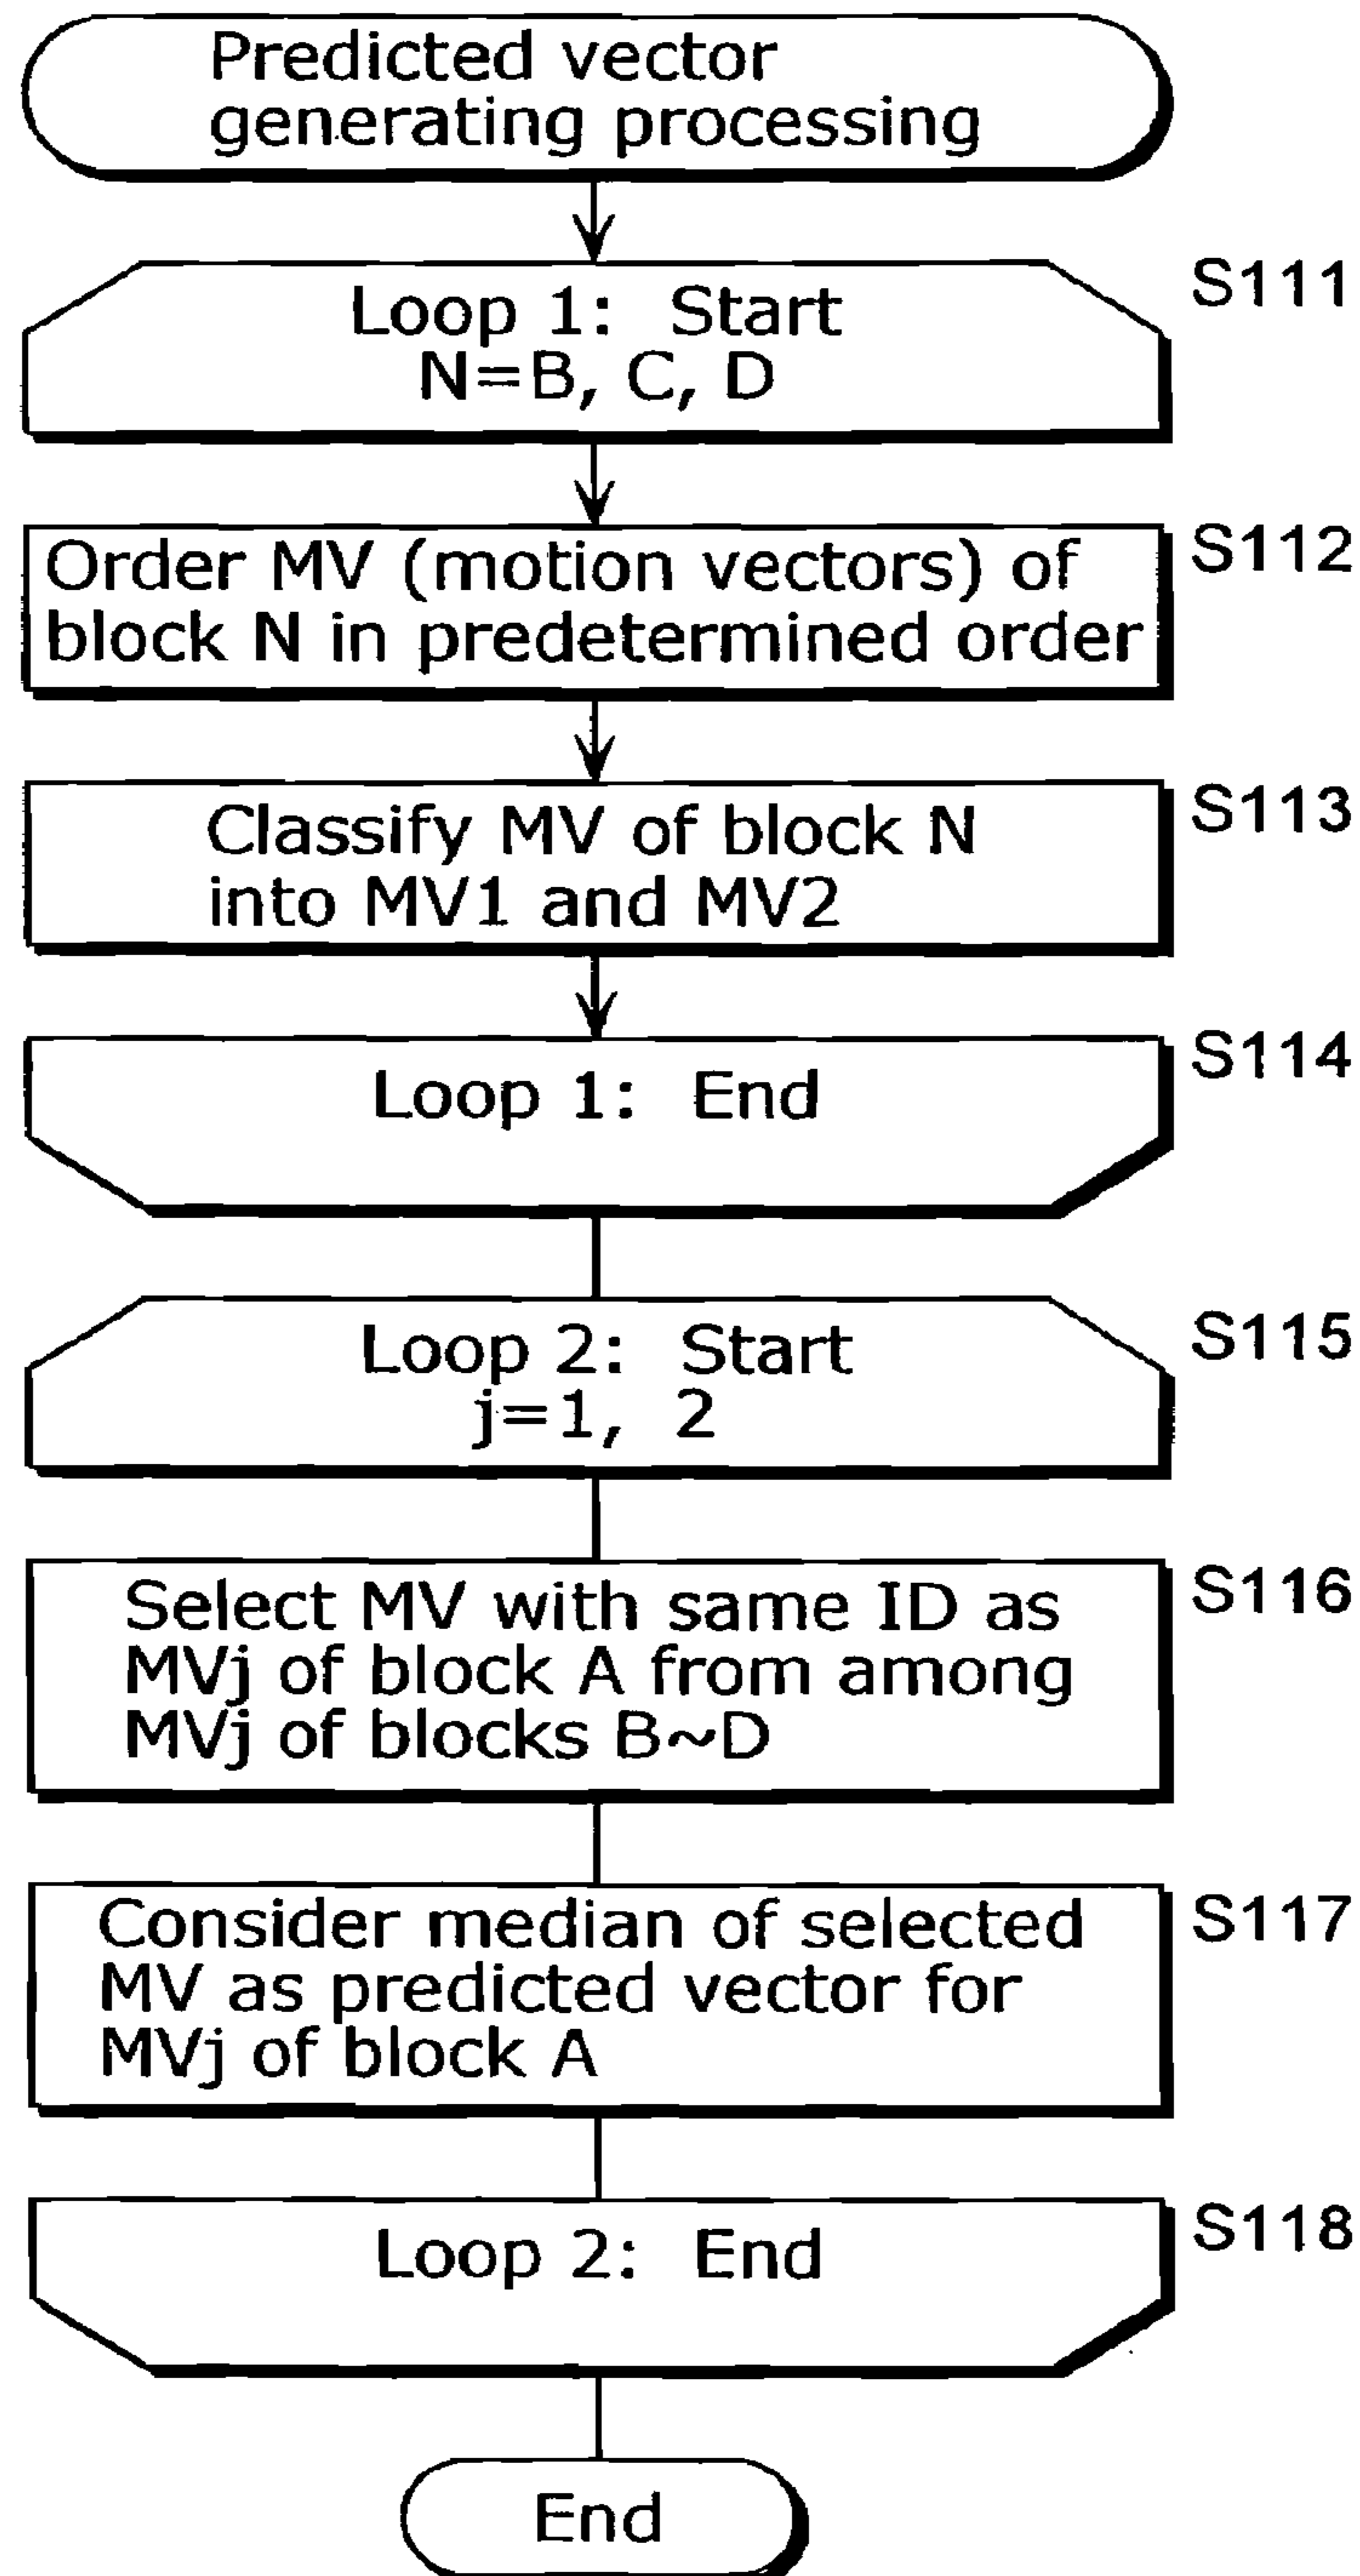 Predicted vector
generating processing
S111
Loop 1: Start
N=B, C, D
S112
Order MV (motion vectors) of
block N in predetermined order
S113
Classify MV of block N
into MV1 and MV2
S114
Loop 1: End
S115
Loop 2: Start
j=1, 2
S116
Select MV with same ID as
MVj of block A from among
MVj of blocks B~D
S117
Consider median of selected
MV as predicted vector for
MVj of block A
S118
Loop 2: End
End